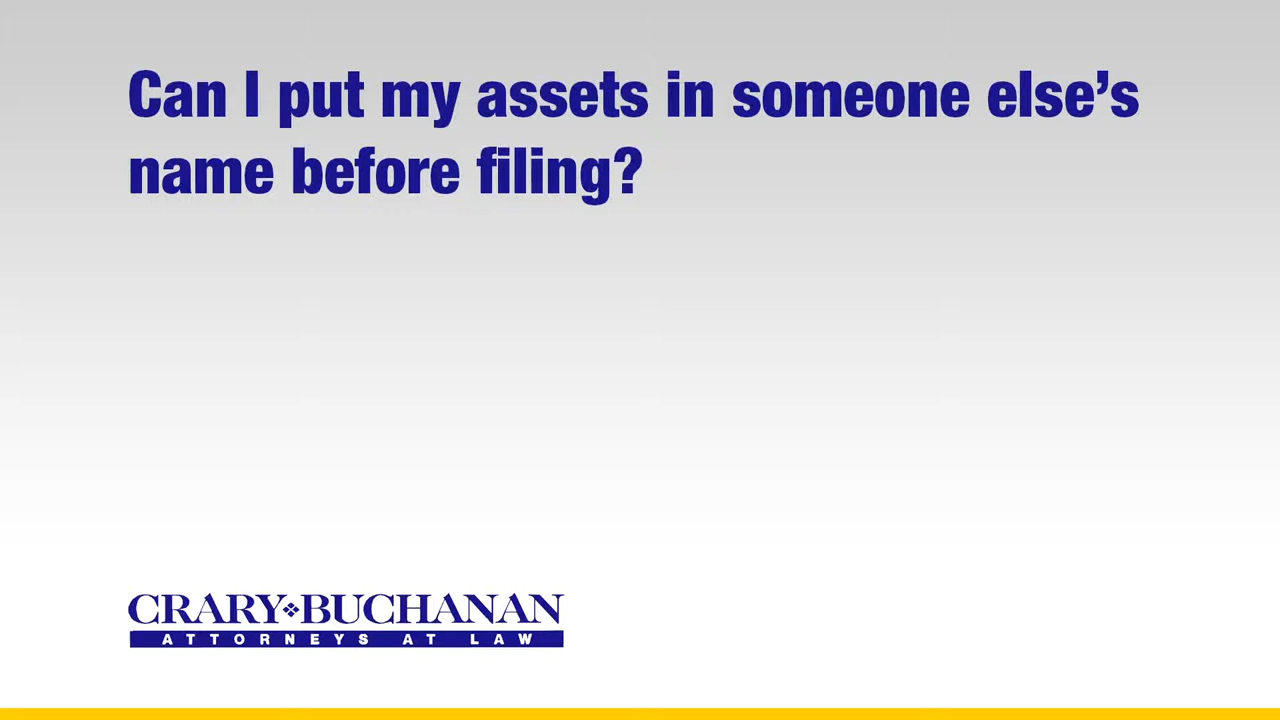 Can I put my assets in someone else’s
name before filing?
CRARY BUCHANAN
ATTORNEYS AT LAW